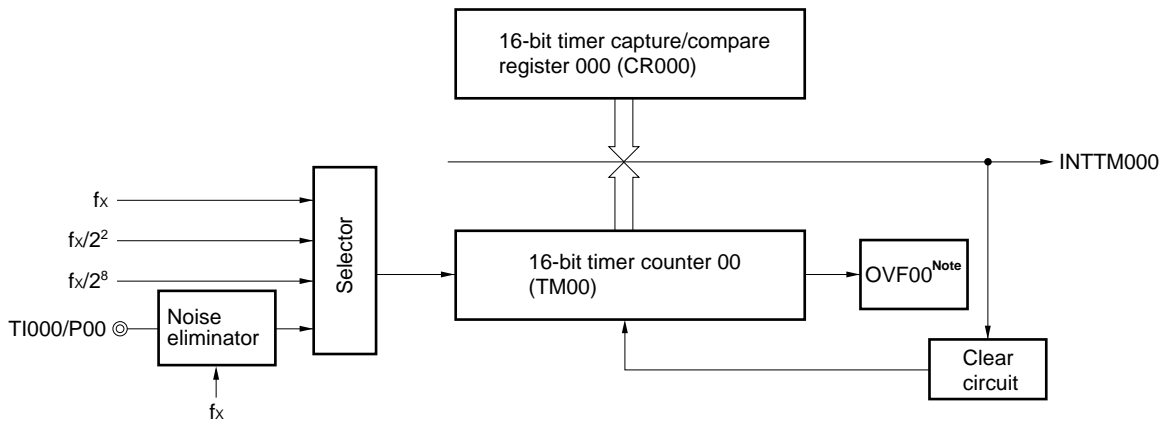 16-bit timer capture/compare
register 000 (CR000)
INTTM000
fX
fX/2²
fX/2⁸
TI000/P00
Noise
eliminator
fX
Selector
16-bit timer counter 00
(TM00)
OVF00Note
Clear
circuit